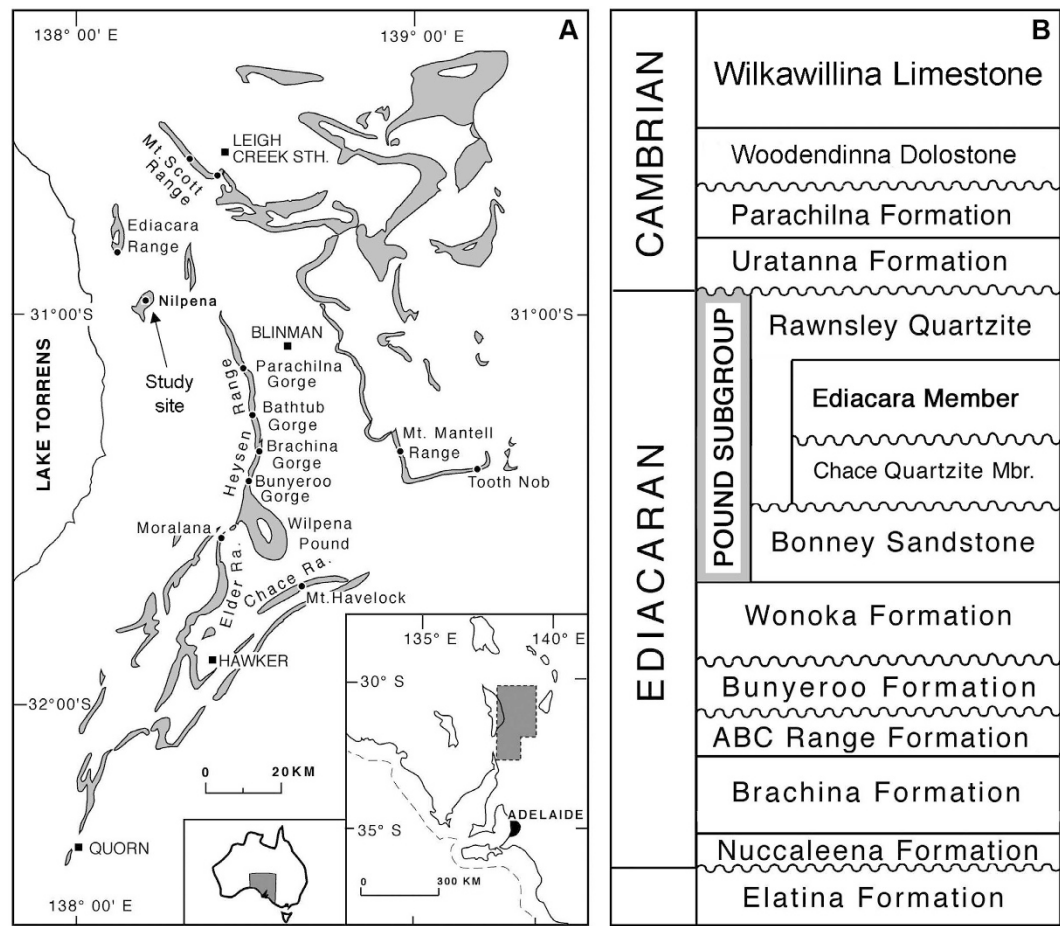 138° 00' E
139° 00' E
A
LEIGH
CREEK STH.
Mt. Scott
Range
Ediacara
Range
Nilpena
31° 00'S
31° 00'S
BLINMAN
Study
site
LAKE TORRENS
Heysen Range
Parachilna
Gorge
Bathtub
Gorge
Brachina
Gorge
Bunyeroo
Gorge
Mt. Mantell
Range
Tooth Nob
Moralana
Wilpena
Pound
Elder Ra.
Chace Ra.
Mt. Havelock
HAWKER
32° 00'S
0 20 KM
QUORN
138° 00' E
135° E
140° E
30° S
35° S
ADELAIDE
0 300 KM
B
CAMBRIAN
Wilkawillina Limestone
Woodendinna Dolostone
Parachilna Formation
Uratanna Formation
EDIACARAN
POUND SUBGROUP
Rawnsley Quartzite
Ediacara Member
Chace Quartzite Mbr.
Bonney Sandstone
Wonoka Formation
Bunyeroo Formation
ABC Range Formation
Brachina Formation
Nuccaleena Formation
Elatina Formation